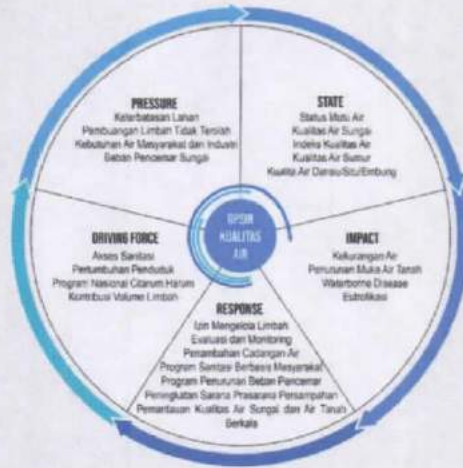 PRESSURE
Keterbatasan Lahan
Pembuangan Limbah Tidak Terolah
Kebutuhan Air Masyarakat dan Industri
Beban Pencemar Sungai
STATE
Status Mutu Air
Kualitas Air Sungai
Indeks Kualitas Air
Kualitas Air Sumur
Kualita Air Danau/Situ/Embung
DRIVING FORCE
Akses Sanitasi
Pertumbuhan Penduduk
Program Nasional Citarum Harum
Kontribusi Volume Limbah
DPSIR
KUALITAS
AIR
IMPACT
Kekurangan Air
Penurunan Muka Air Tanah
Waterborne Disease
Eutrofikasi
RESPONSE
Izin Mengelola Limbah
Evaluasi dan Monitoring
Penambahan Cadangan Air
Program Sanitasi Berbasis Masyarakat
Program Penurunan Beban Pencemar
Peningkatan Sarana Prasarana Persampahan
Pemantauan Kualitas Air Sungai dan Air Tanah
Berkala